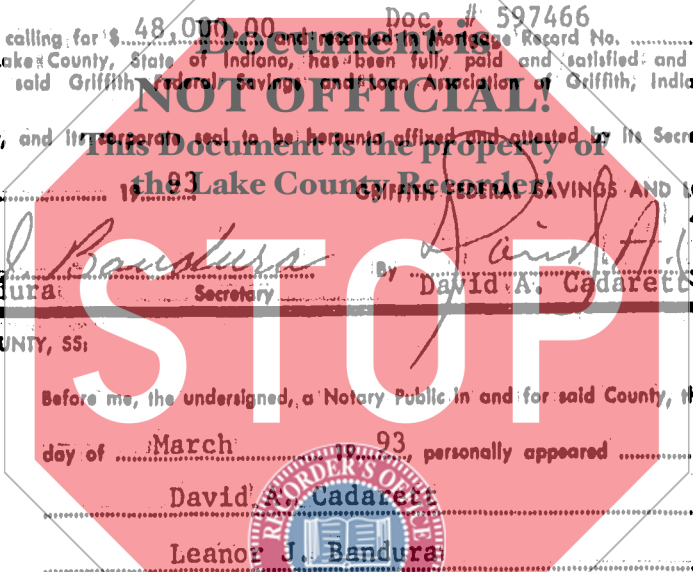 Doc. # 597466
calling for $ 48,000.00 and recorded in Mortgage Record No.
Lake County, State of Indiana, has been fully paid and satisfied and
said Griffith Federal Savings and Loan Association of Griffith, India
Document is
NOT OFFICIAL!
, and its corporate seal to be hereunto affixed and attested by its Secre
This Document is the property of
the Lake County Recorder!
19 93 GRIFFITH FEDERAL SAVINGS AND L
Bandura By David A. C
dura Secretary David A. Cadarett
STOP
UNTY, SS:
Before me, the undersigned, a Notary Public in and for said County, th
day of March 19 93, personally appeared
RECORDER'S OFFICE
David A. Cadarett
Leanor J. Bandura